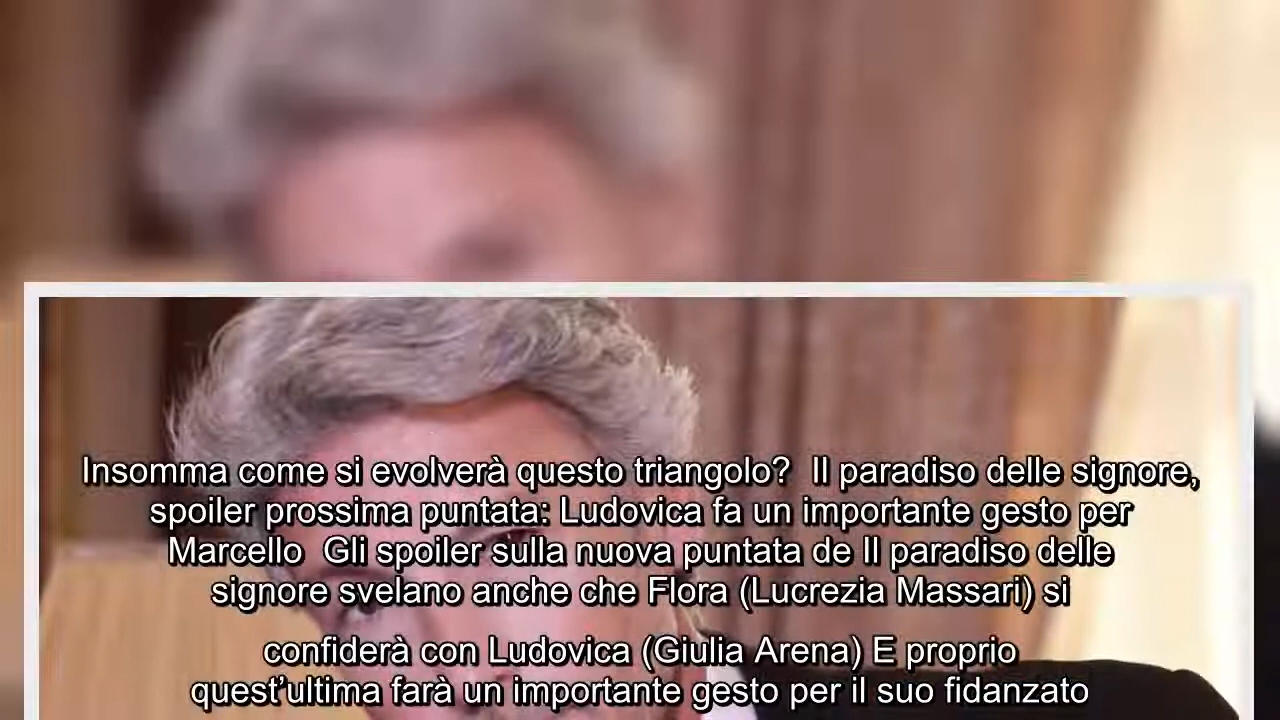 Insomma come si evolverà questo triangolo?  Il paradiso delle signore,
spoiler prossima puntata: Ludovica fa un importante gesto per
Marcello  Gli spoiler sulla nuova puntata de Il paradiso delle
signore svelano anche che Flora (Lucrezia Massari) si
confiderà con Ludovica (Giulia Arena) E proprio
quest’ultima farà un importante gesto per il suo fidanzato